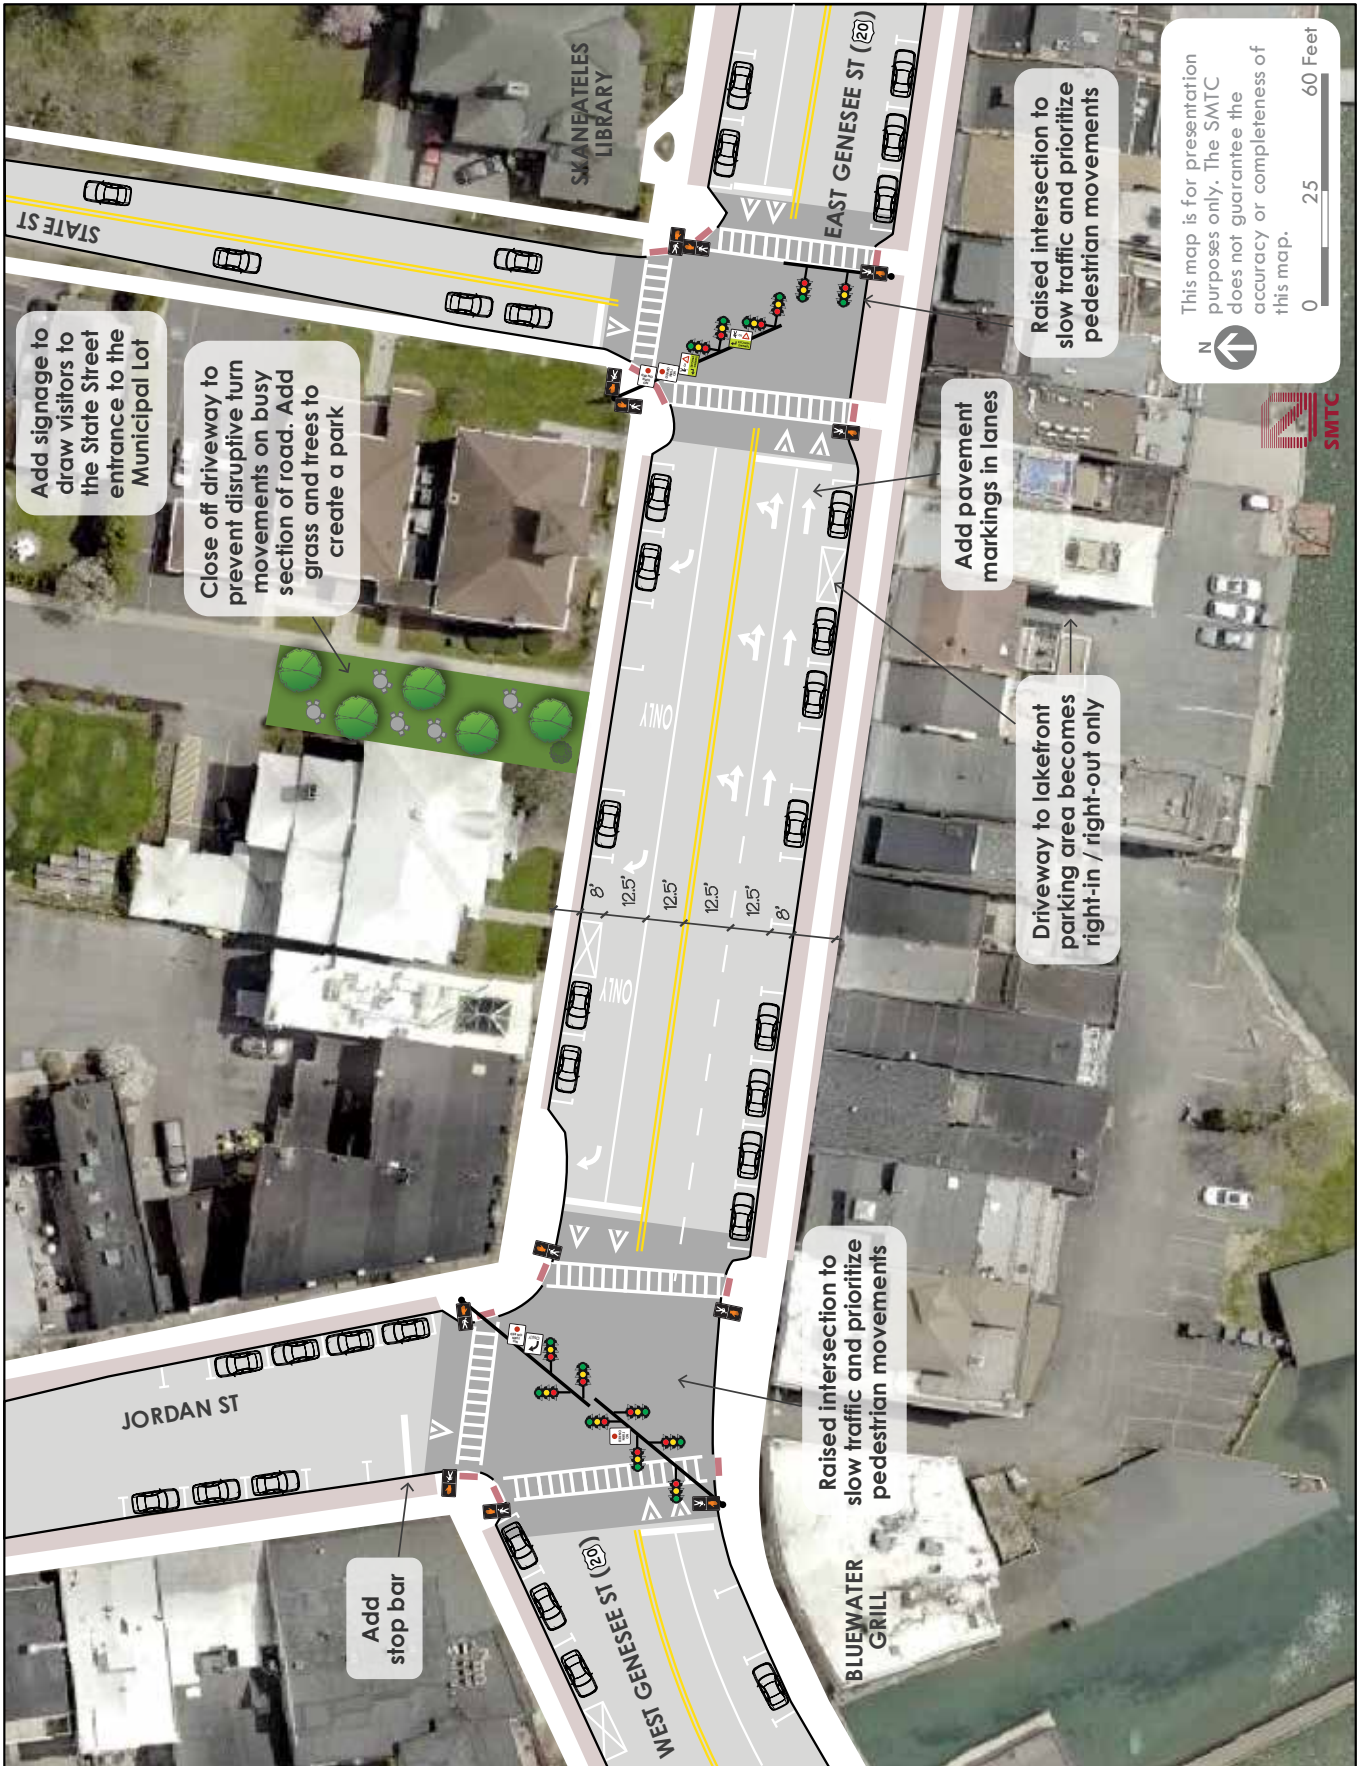 Add signage to
draw visitors to
the State Street
entrance to the
Municipal Lot
STATE ST
Close off driveway to
prevent disruptive turn
movements on busy
section of road. Add
grass and trees to
create a park
SKANEATELES
LIBRARY
EAST GENESEE ST (20)
Raised intersection to
slow traffic and prioritize
pedestrian movements
Add pavement
markings in lanes
Driveway to lakefront
parking area becomes
right-in / right-out only
ONLY
ONLY
8'
12.5'
12.5'
12.5'
12.5'
8'
JORDAN ST
Add
stop bar
WEST GENESEE ST (20)
Raised intersection to
slow traffic and prioritize
pedestrian movements
BLUEWATER
GRILL
This map is for presentation
purposes only. The SMTC
does not guarantee the
accuracy or completeness of
this map.
N
0 25 60 Feet
SMTC